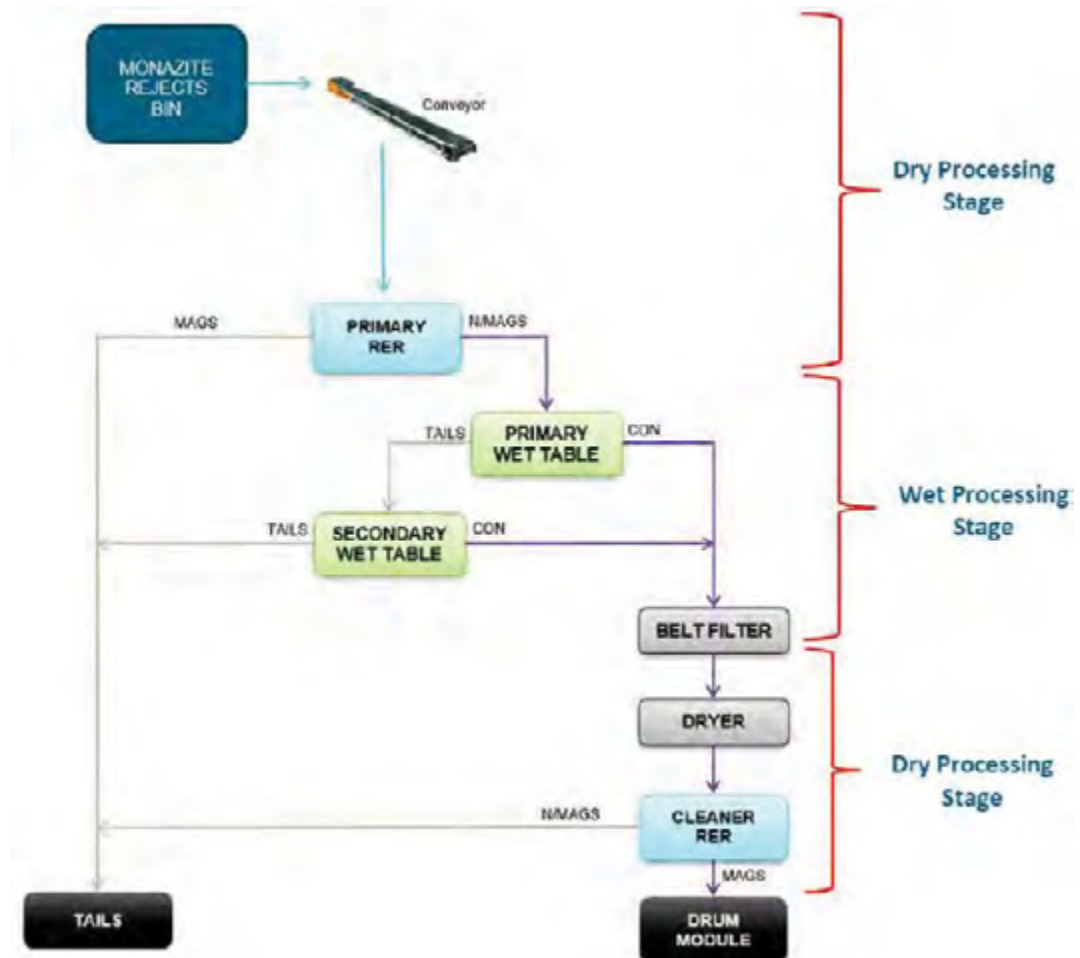 MONAZITE
REJECTS
BIN
Conveyor
Dry Processing
Stage
MAGS
PRIMARY
RER
N/MAGS
TAILS
PRIMARY
WET TABLE
CON
Wet Processing
Stage
TAILS
SECONDARY
WET TABLE
CON
BELT FILTER
DRYER
Dry Processing
Stage
N/MAGS
CLEANER
RER
MAGS
TAILS
DRUM
MODULE